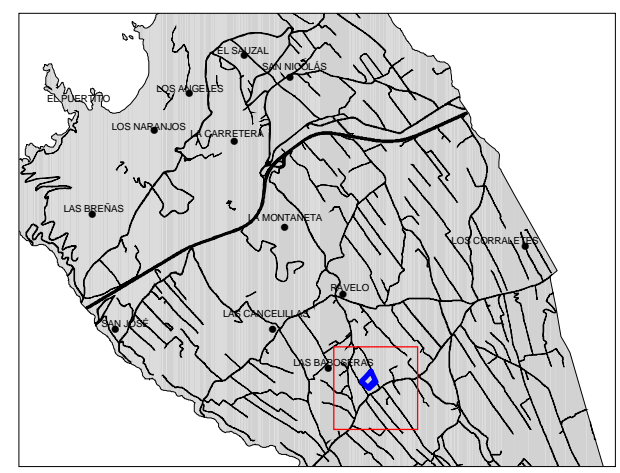 EL SAUZAL
SAN NICOLÁS
LOS ANGELES
EL PUERTITO
LOS NARANJOS
LA CARRETERA
LAS BREÑAS
LA MONTAÑETA
LOS CORRALETES
RAVELO
LAS CANCELILLAS
SAN JOSÉ
LAS BABOSERAS